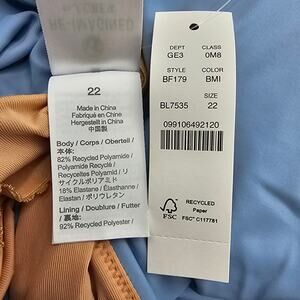 RE-IMAGINED
22
Made in China
Fabriqué en Chine
Hergestellt in China
中国製
Body / Corps / Oberteil /
本体:
82% Recycled Polyamide /
Polyamide Recyclé /
Recyceltes Polyamid / リ
サイクルポリアミド
18% Elastane / Élasthanne /
Elastan / ポリウレタン
Lining / Doublure / Futter
/ 裏地:
92% Recycled Polyester /
DEPT CLASS
GE3 0M8
STYLE COLOR
BF179 BMI
SIZE
BL7535 22
099106492120
FSC
RECYCLED
Paper
FSC® C117781